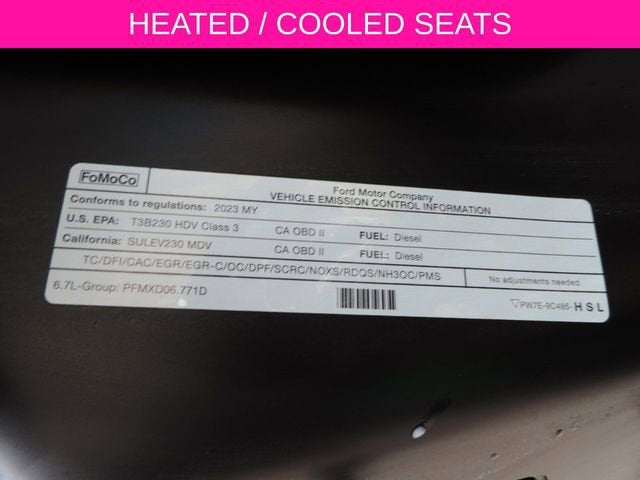 HEATED / COOLED SEATS
FoMoCo
Ford Motor Company
VEHICLE EMISSION CONTROL INFORMATION
Conforms to regulations: 2023 MY
U.S. EPA: T3B230 HDV Class 3 CA OBD II FUEL: Diesel
California: SULEV230 MDV CA OBD II FUEL: Diesel
TC/DFI/CAC/EGR/EGR-C/OC/DPF/SCRC/NOXS/RDQS/NH3OC/PMS
No adjustments needed.
6.7L-Group: PFMXD06.771D
PW7E-9C485-HSL